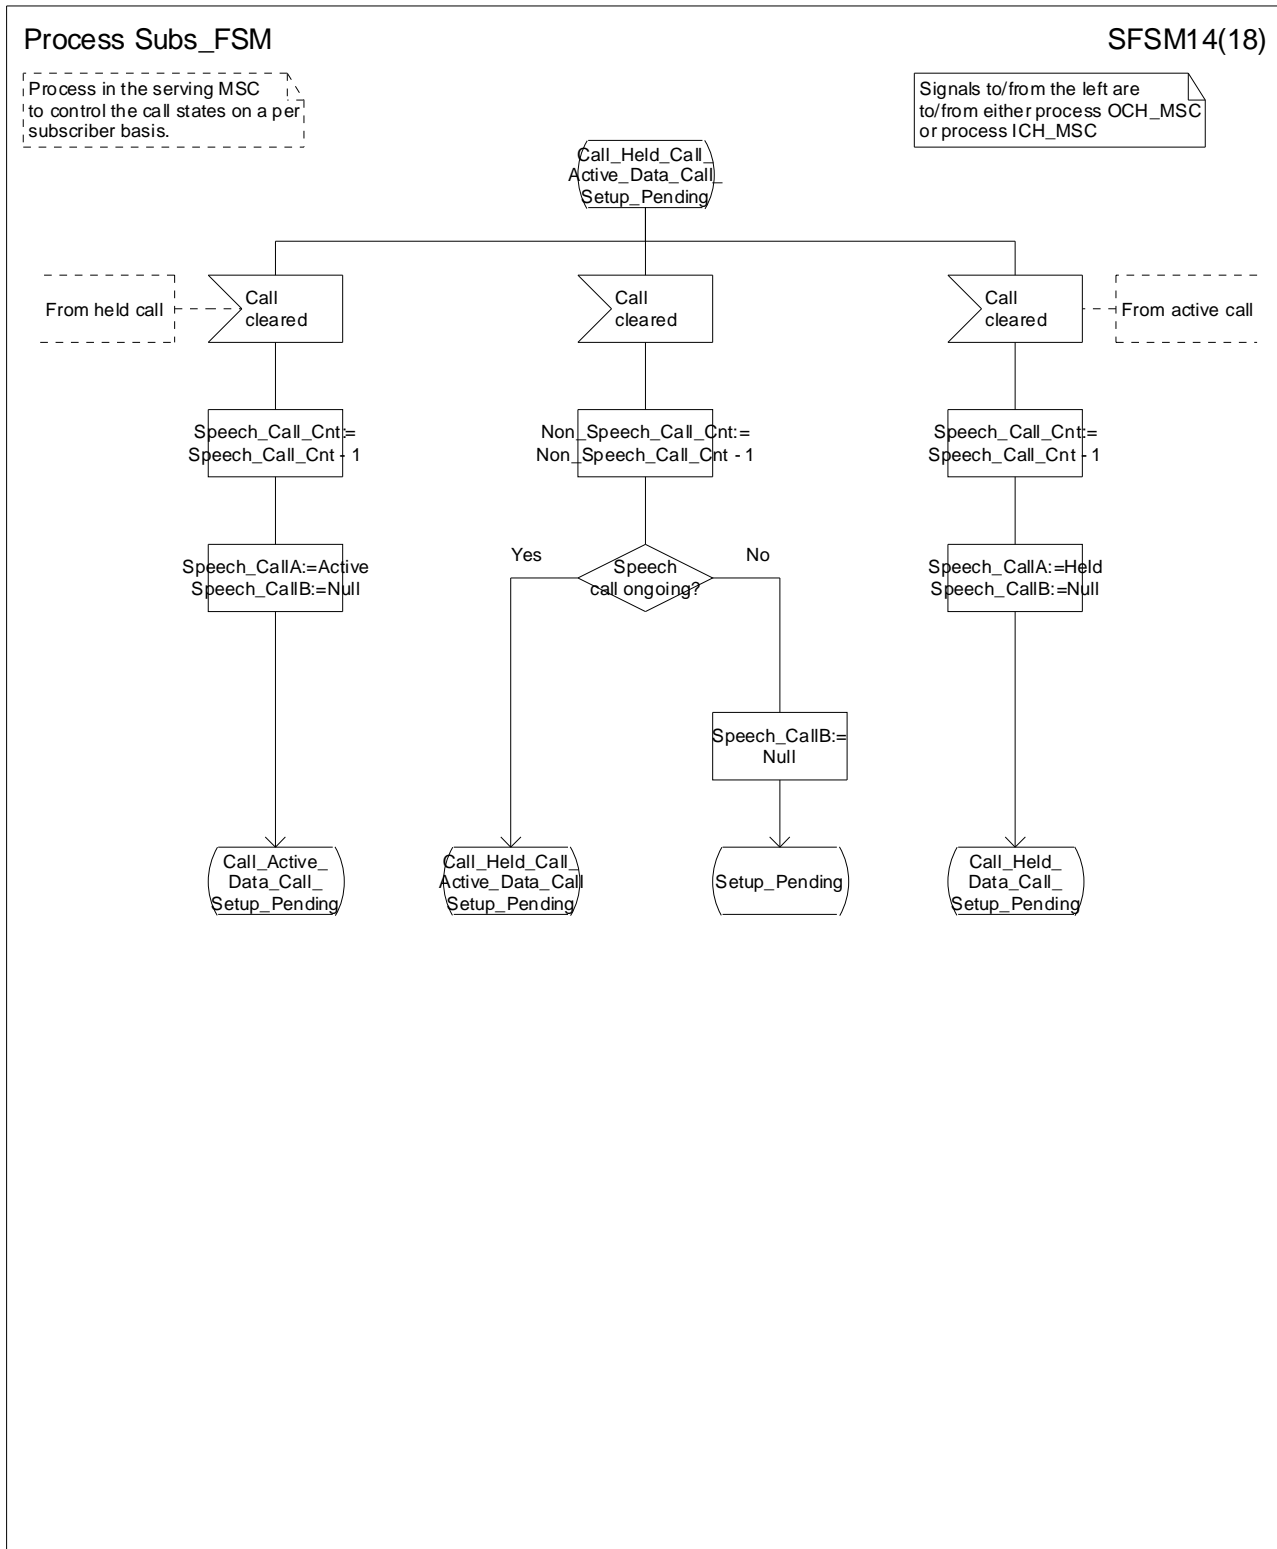 Process Subs_FSM
SFSM14(18)
Process in the serving MSC
to control the call states on a per
subscriber basis.
Signals to/from the left are
to/from either process OCH_MSC
or process ICH_MSC
Call_Held_Call_
Active_Data_Call_
Setup_Pending
From held call
Call
cleared
Call
cleared
Call
cleared
From active call
Speech_Call_Cnt:=
Speech_Call_Cnt - 1
Non_Speech_Call_Cnt:=
Non_Speech_Call_Cnt - 1
Speech_Call_Cnt:=
Speech_Call_Cnt - 1
Speech_CallA:=Active
Speech_CallB:=Null
Yes
Speech
call ongoing?
No
Speech_CallA:=Held
Speech_CallB:=Null
Speech_CallB:=
Null
Call_Active_
Data_Call_
Setup_Pending
Call_Held_Call_
Active_Data_Call
Setup_Pending
Setup_Pending
Call_Held_
Data_Call_
Setup_Pending